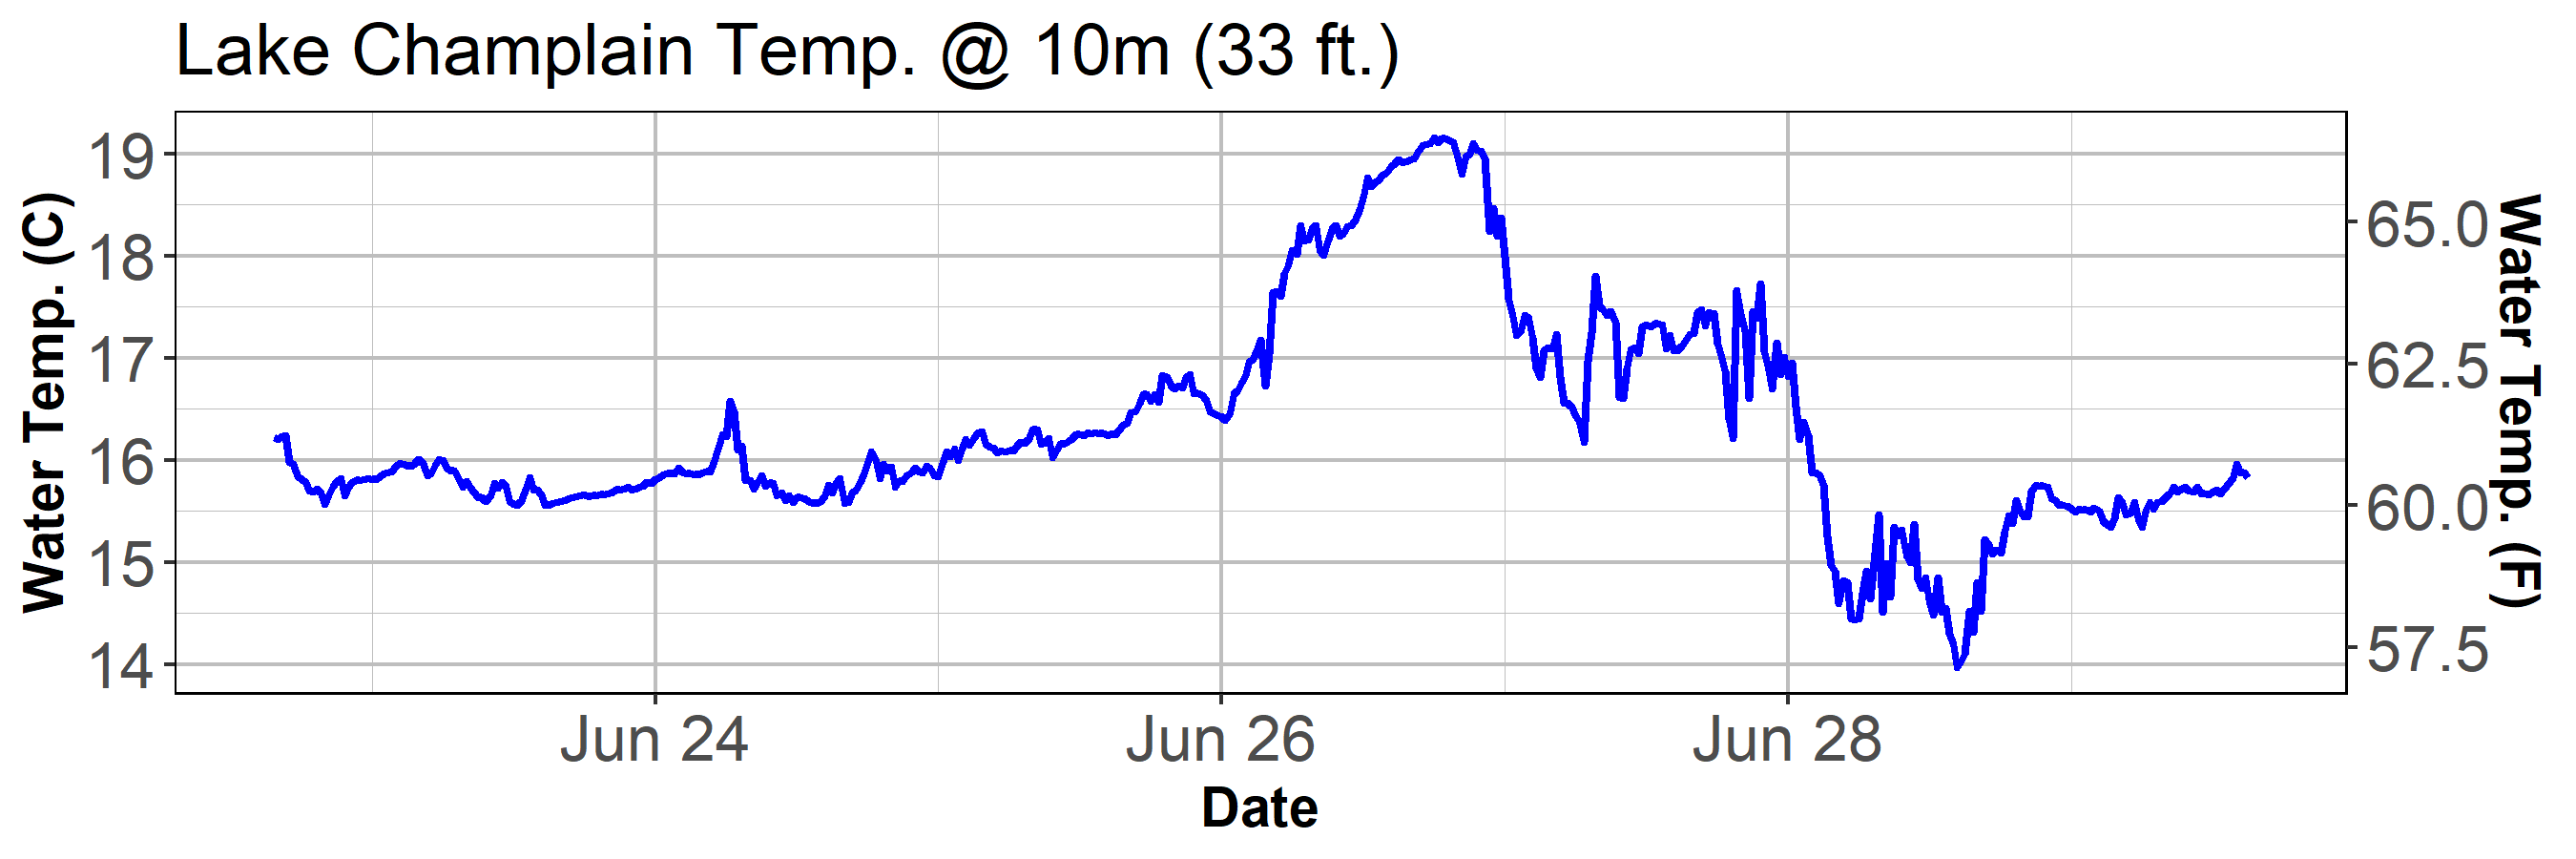 Lake Champlain Temp. @ 10m (33 ft.)
Water Temp. (C)
19
18
17
16
15
14
65.0
62.5
60.0
57.5
Water Temp. (F)
Jun 24
Jun 26
Jun 28
Date